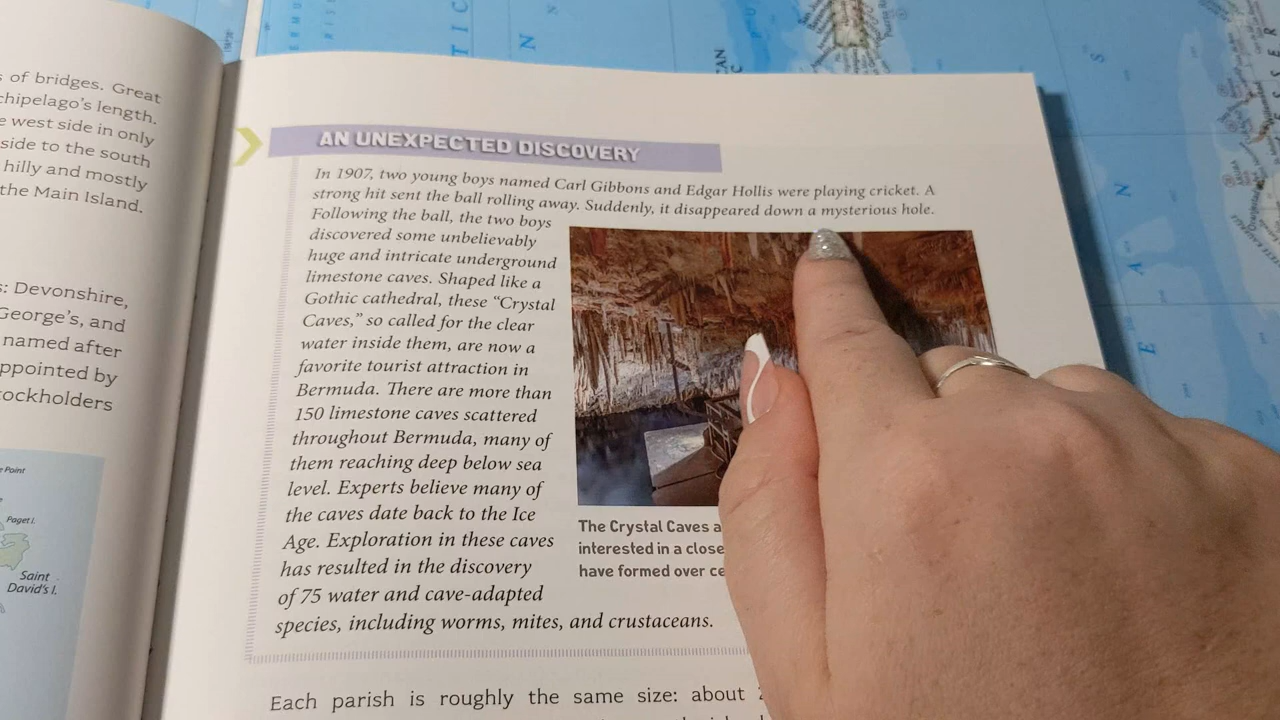 of bridges. Great
chipelago's length.
west side in only
side to the south
hilly and mostly
the Main Island.
Devonshire,
George's, and
named after
ppointed by
tockholders
Point
Paget I.
Saint
David's I.
AN UNEXPECTED DISCOVERY
In 1907, two young boys named Carl Gibbons and Edgar Hollis were playing cricket. A
strong hit sent the ball rolling away. Suddenly, it disappeared down a mysterious hole.
Following the ball, the two boys
discovered some unbelievably
huge and intricate underground
limestone caves. Shaped like a
Gothic cathedral, these “Crystal
Caves,” so called for the clear
water inside them, are now a
favorite tourist attraction in
Bermuda. There are more than
150 limestone caves scattered
throughout Bermuda, many of
them reaching deep below sea
level. Experts believe many of
the caves date back to the Ice
Age. Exploration in these caves
has resulted in the discovery
of 75 water and cave-adapted
species, including worms, mites, and crustaceans.
The Crystal Caves a
interested in a close
have formed over ce
Each parish is roughly the same size: about